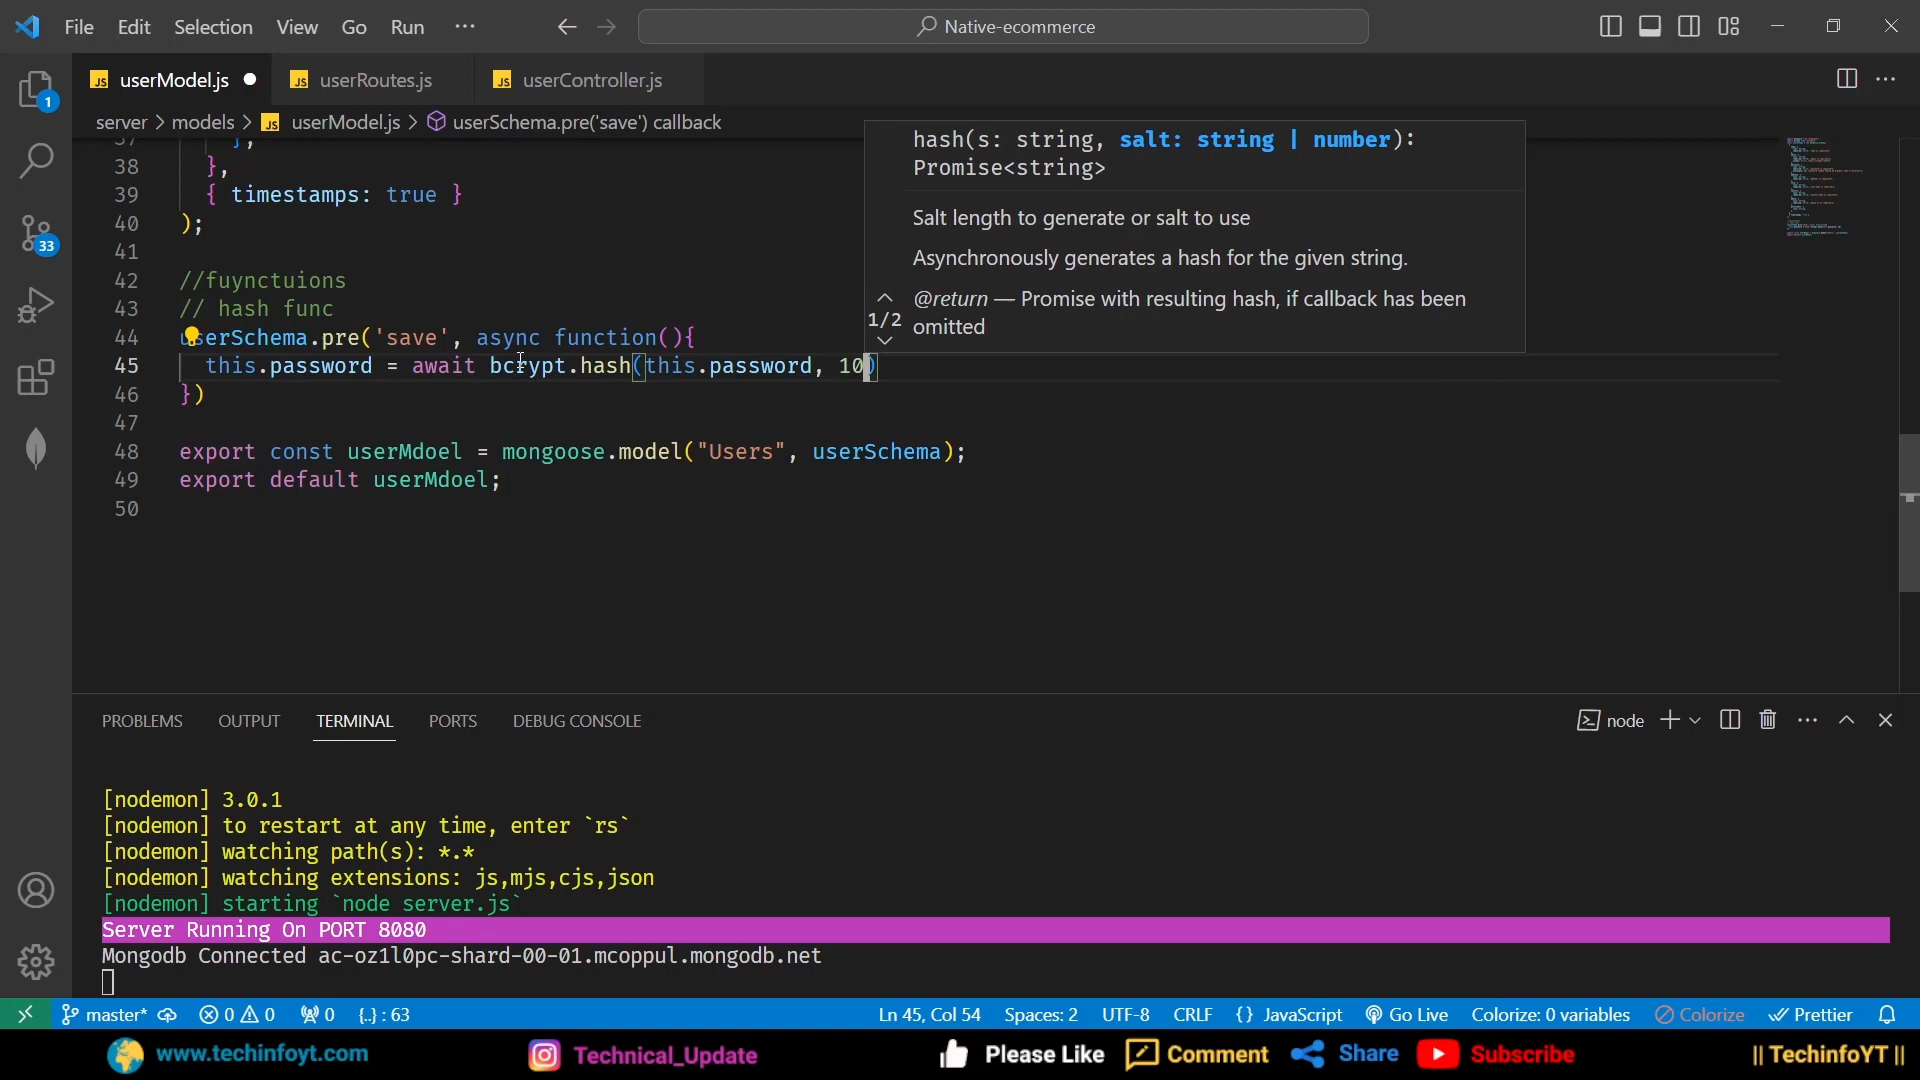 File Edit Selection View Go Run ··· Native-ecommerce
JS userModel.js JS userRoutes.js JS userController.js
server > models > JS userModel.js > userSchema.pre('save') callback
37 },
38 },
39 { timestamps: true }
40 );
41
42 //fuynctuions
43 // hash func
44 userSchema.pre('save', async function(){
45 this.password = await bcrypt.hash(this.password, 10)
46 })
47
48 export const userMdoel = mongoose.model("Users", userSchema);
49 export default userMdoel;
50
hash(s: string, salt: string | number):
Promise<string>
Salt length to generate or salt to use
Asynchronously generates a hash for the given string.
@return — Promise with resulting hash, if callback has been
1/2 omitted
1
33
PROBLEMS OUTPUT TERMINAL PORTS DEBUG CONSOLE node
[nodemon] 3.0.1
[nodemon] to restart at any time, enter `rs`
[nodemon] watching path(s): *.*
[nodemon] watching extensions: js,mjs,cjs,json
[nodemon] starting `node server.js`
Server Running On PORT 8080
Mongodb Connected ac-oz1l0pc-shard-00-01.mcoppul.mongodb.net
master* 0 0 0 {..} : 63 Ln 45, Col 54 Spaces: 2 UTF-8 CRLF {} JavaScript Go Live Colorize: 0 variables Colorize Prettier
www.techinfoyt.com Technical_Update Please Like Comment Share Subscribe || TechinfoYT ||